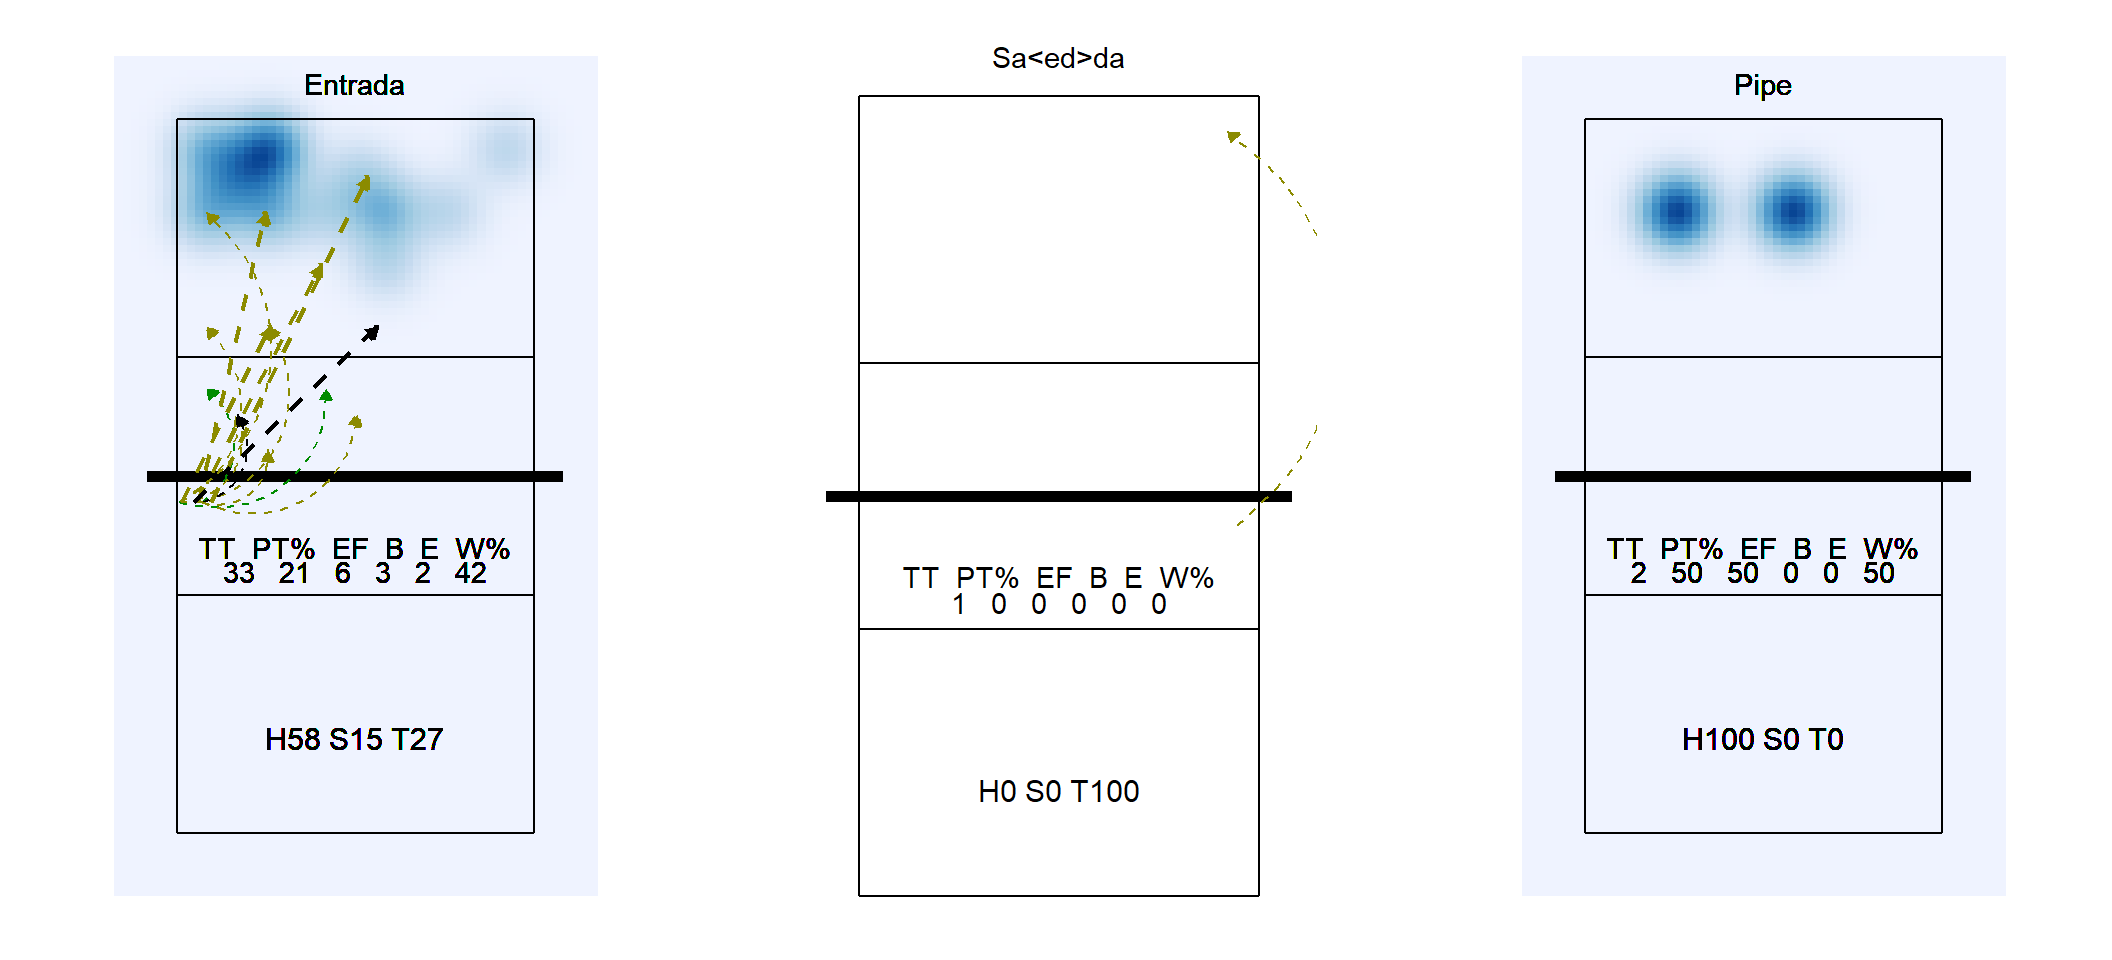 Entrada
TT PT% EF B E W%
33 21 6 3 2 42
H58 S15 T27
Sa<ed>da
TT PT% EF B E W%
1 0 0 0 0 0
H0 S0 T100
Pipe
TT PT% EF B E W%
2 50 50 0 0 50
H100 S0 T0